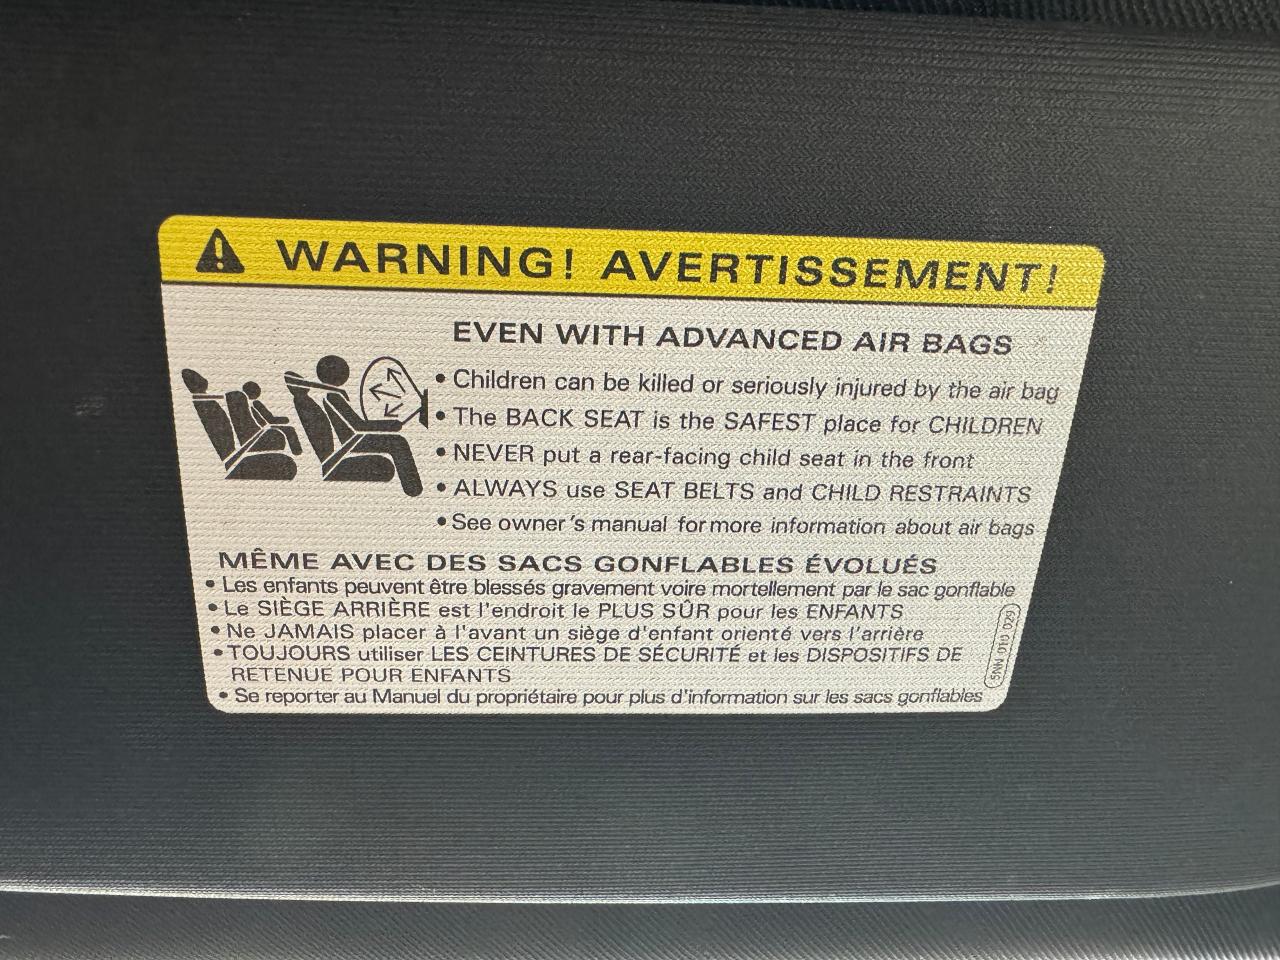 WARNING! AVERTISSEMENT!
EVEN WITH ADVANCED AIR BAGS
• Children can be killed or seriously injured by the air bag
• The BACK SEAT is the SAFEST place for CHILDREN
• NEVER put a rear-facing child seat in the front
• ALWAYS use SEAT BELTS and CHILD RESTRAINTS
• See owner's manual for more information about air bags
MÊME AVEC DES SACS GONFLABLES ÉVOLUÉS
• Les enfants peuvent être blessés gravement voire mortellement par le sac gonflable
• Le SIÈGE ARRIÈRE est l'endroit le PLUS SÛR pour les ENFANTS
• Ne JAMAIS placer à l'avant un siège d'enfant orienté vers l'arrière
• TOUJOURS utiliser LES CEINTURES DE SÉCURITÉ et les DISPOSITIFS DE
RETENUE POUR ENFANTS
• Se reporter au Manuel du propriétaire pour plus d'information sur les sacs gonflables